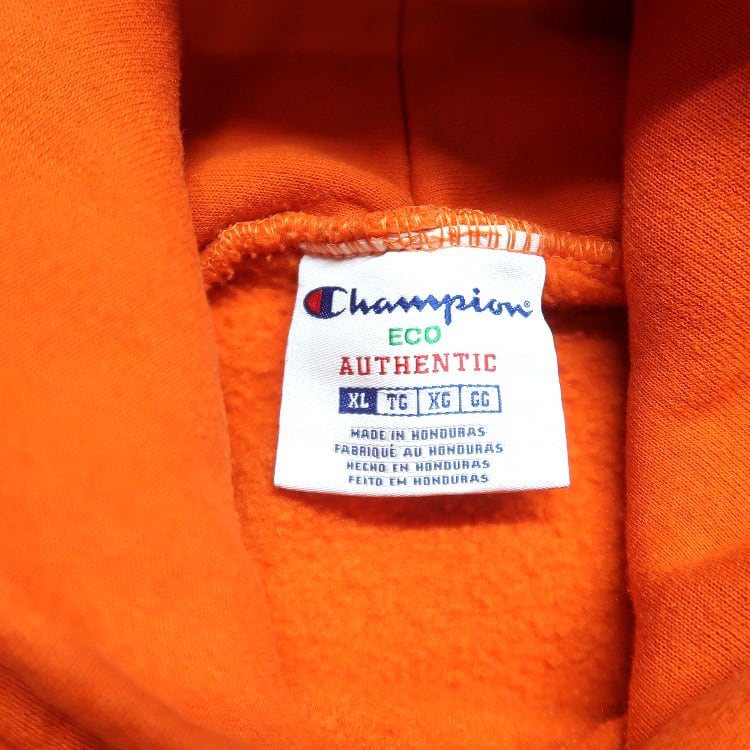 Champion®
ECO
AUTHENTIC
XL TG XG GG
MADE IN HONDURAS
FABRIQUÉ AU HONDURAS
HECHO EN HONDURAS
FEITO EM HONDURAS